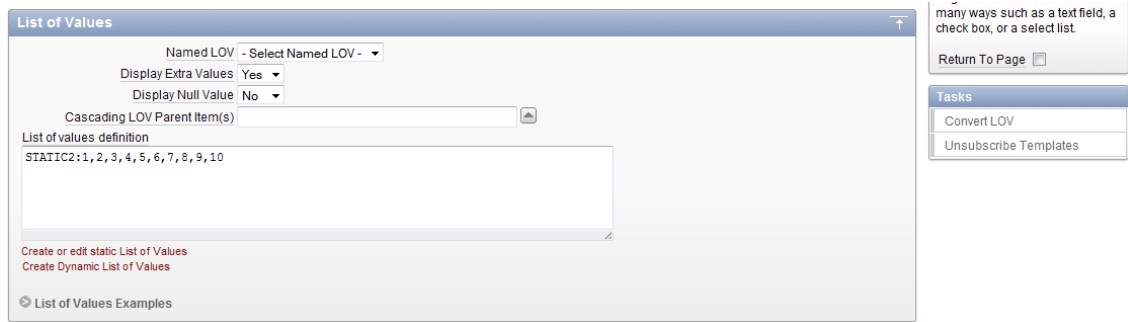 List of Values
Named LOV - Select Named LOV -
Display Extra Values Yes
Display Null Value No
Cascading LOV Parent Item(s)
List of values definition
STATIC2:1,2,3,4,5,6,7,8,9,10
Create or edit static List of Values
Create Dynamic List of Values
List of Values Examples
many ways such as a text field, a
check box, or a select list.
Return To Page
Tasks
Convert LOV
Unsubscribe Templates